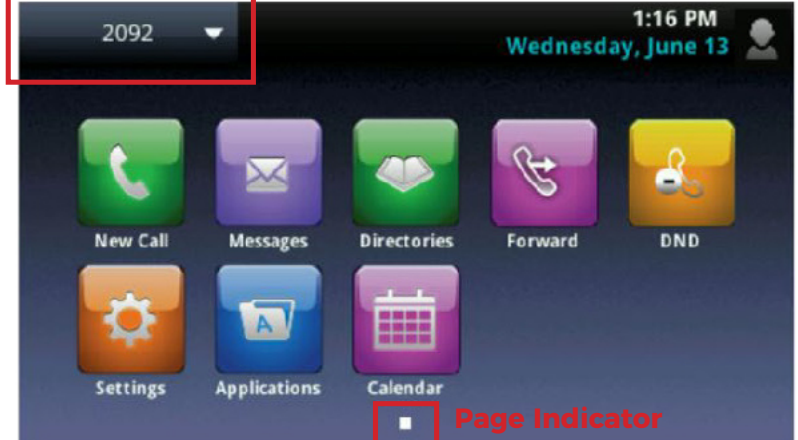 2092
1:16 PM
Wednesday, June 13
New Call
Messages
Directories
Forward
DND
A
Settings
Applications
Calendar
Page Indicator